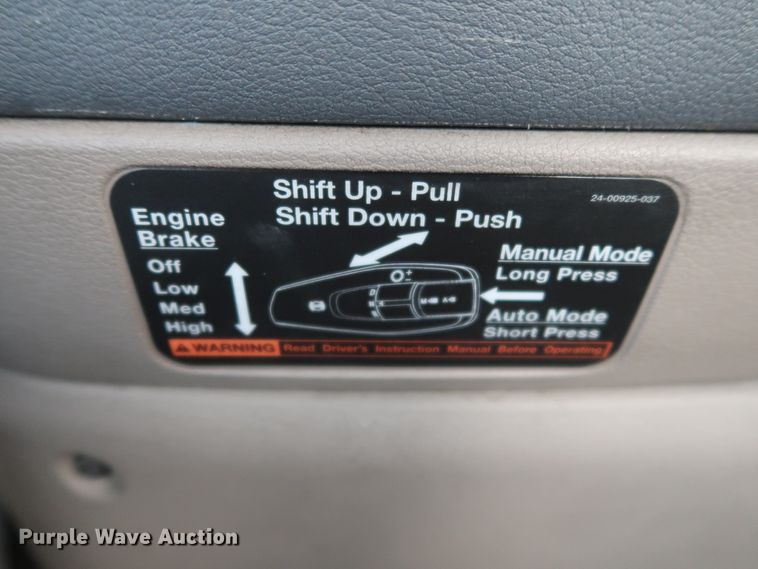 Shift Up - Pull
Shift Down - Push
24-00925-037
Engine
Brake
Off
Low
Med
High
Manual Mode
Long Press
Auto Mode
Short Press
WARNING Read Driver's Instruction Manual Before Operating
Purple Wave Auction